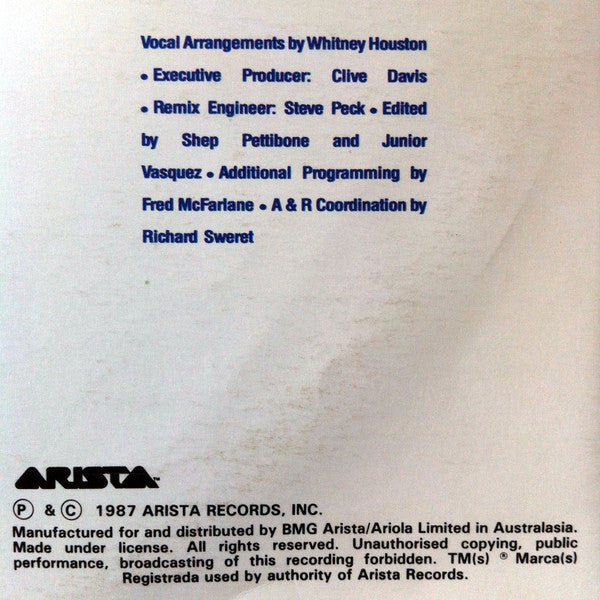 Vocal Arrangements by Whitney Houston
• Executive Producer: Clive Davis
• Remix Engineer: Steve Peck • Edited
by Shep Pettibone and Junior
Vasquez • Additional Programming by
Fred McFarlane • A & R Coordination by
Richard Sweret
ARISTA™
Ⓟ & Ⓒ 1987 ARISTA RECORDS, INC.
Manufactured for and distributed by BMG Arista/Ariola Limited in Australasia.
Made under license. All rights reserved. Unauthorised copying, public
performance, broadcasting of this recording forbidden. TM(s) ® Marca(s)
Registrada used by authority of Arista Records.